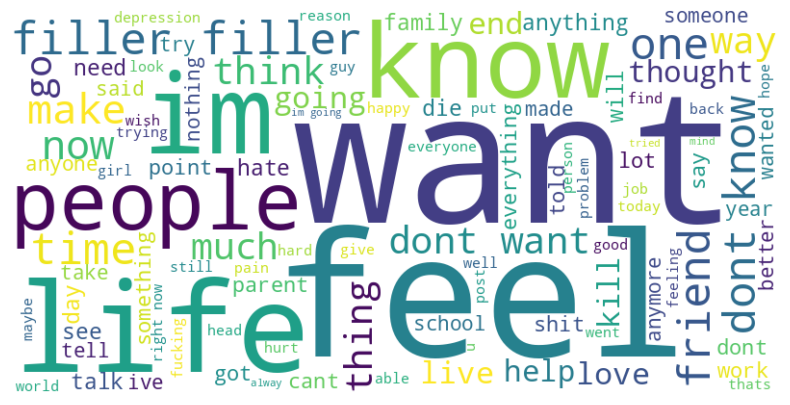 depression
reason
family
end
anything
someone
filler
try
filler
know
one
way
go
need
look
think
guy
thought
said
im
nothing
going
will
make
wish
trying
im going
happy
die
put
made
find
hope
back
now
want
wanted
anyone
girl
point
hate
everyone
everything
told
person
problem
lot
say
tried
mind
know
people
job
today
year
time
something
much
hard
give
dont want
good
better
take
still
pain
well
day
parent
life
feel
post
kill
friend
anymore
feeling
dont
maybe
see
tell
right now
fucking
head
hurt
thing
school
u
shit
went
dont
world
talk
ive
got
alway
cant
able
live
help
love
work
thats